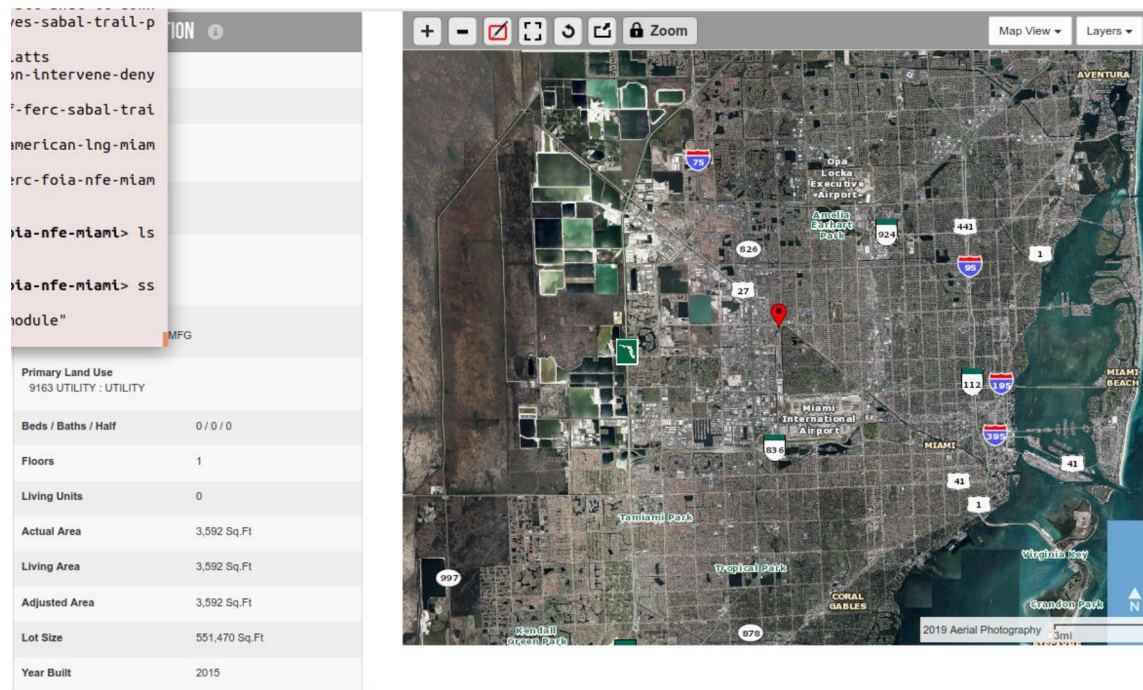 yes-sabal-trail-p
.atts
on-intervene-deny
f-ferc-sabal-trai
american-lng-miam
erc-foia-nfe-miam
oia-nfe-miami> ls
oia-nfe-miami> ss
module"
TION
MFG
Primary Land Use
9163 UTILITY : UTILITY
Beds / Baths / Half 0 / 0 / 0
Floors 1
Living Units 0
Actual Area 3,592 Sq.Ft
Living Area 3,592 Sq.Ft
Adjusted Area 3,592 Sq.Ft
Lot Size 551,470 Sq.Ft
Year Built 2015
+ - Zoom
Map View Layers
AVENTURA
75
Opa
Locka
Executive
Airport
Amelia
Earhart
Park
924
441
1
826
95
27
112
195
MIAMI
BEACH
Miami
International
Airport
836
MIAMI
395
41
41
1
Tamiami Park
Virginia Key
Tropical Park
997
CORAL
GABLES
Crandon Park
N
Kendall
Green Park
878
2019 Aerial Photography
3mi